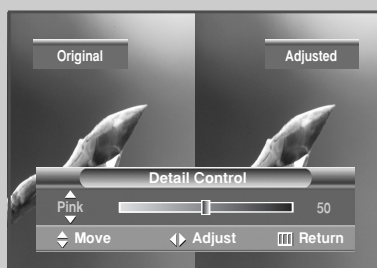 Original Adjusted
Detail Control
Pink 50
Move Adjust Return